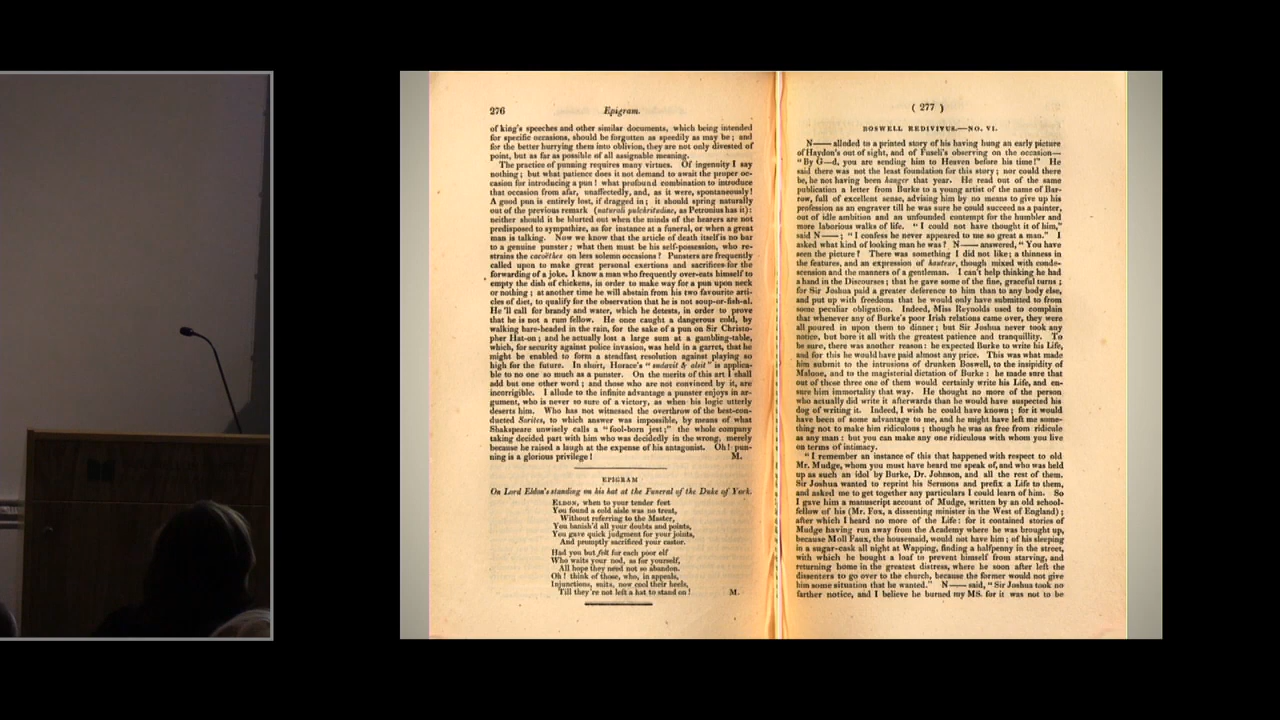 276 Epigram.
of king's speeches and other similar documents, which being intended
for specific occasions, should be forgotten as speedily as may be; and
for the better hurrying them into oblivion, they are not only divested of
point, but as far as possible of all assignable meaning.
The practice of punning requires many virtues. Of ingenuity I say
nothing; but what patience does it not demand to await the proper oc-
casion for introducing a pun! what profound combination to introduce
that occasion from afar, unaffectedly, and, as it were, spontaneously!
A good pun is entirely lost, if dragged in; it should spring naturally
out of the previous remark (naturali pulchritudine, as Petronius has it):
neither should it be blurted out when the minds of the hearers are not
predisposed to sympathize, as for instance at a funeral, or when a great
man is talking. Now we know that the article of death itself is no bar
to a genuine punster; what then must be his self-possession, who re-
strains the cacoëthes on less solemn occasions? Punsters are frequently
called upon to make great personal exertions and sacrifices for the
forwarding of a joke. I know a man who frequently over-eats himself to
empty the dish of chickens, in order to make way for a pun upon neck
or nothing; at another time he will abstain from his two favourite arti-
cles of diet, to qualify for the observation that he is not soup-or-fish-al.
He'll call for brandy and water, which he detests, in order to prove
that he is not a rum fellow. He once caught a dangerous cold, by
walking bare-headed in the rain, for the sake of a pun on Sir Christo-
pher Hat-on; and he actually lost a large sum at a gambling-table,
which, for security against police invasion, was held in a garret, that he
might be enabled to form a steadfast resolution against playing so
high for the future. In short, Horace's "sudavit & alsit" is applica-
ble to no one so much as a punster. On the merits of this art I shall
add but one other word; and those who are not convinced by it, are
incorrigible. I allude to the infinite advantage a punster enjoys in ar-
gument, who is never so sure of a victory, as when his logic utterly
deserts him. Who has not witnessed the overthrow of the best-con-
ducted Sorites, to which answer was impossible, by means of what
Shakspeare unwisely calls a "fool-born jest;" the whole company
taking decided part with him who was decidedly in the wrong, merely
because he raised a laugh at the expense of his antagonist. Oh! pun-
ning is a glorious privilege! M.
EPIGRAM
On Lord Eldon's standing on his hat at the Funeral of the Duke of York.
ELDON, when to your tender feet
You found a cold aisle was no treat,
Without referring to the Master,
You banish'd all your doubts and points,
You gave quick judgment for your joints,
And promptly sacrificed your castor.
Had you but felt for each poor elf
Who waits your nod, as for yourself,
All hopes they need not so abandon.
Oh! think of those, who, in appeals,
Injunctions, suits, now cool their heels,
Till they're not left a hat to stand on! M.
( 277 )
BOSWELL REDIVIVUS.—NO. VI.
N—— alluded to a printed story of his having hung an early picture
of Haydon's out of sight, and of Fuseli's observing on the occasion—
"By G—d, you are sending him to Heaven before his time!" He
said there was not the least foundation for this story; nor could there
be, he not having been hanger that year. He read out of the same
publication a letter from Burke to a young artist of the name of Bar-
row, full of excellent sense, advising him by no means to give up his
profession as an engraver till he was sure he could succeed as a painter,
out of idle ambition and an unfounded contempt for the humbler and
more laborious walks of life. "I could not have thought it of him,"
said N——; "I confess he never appeared to me so great a man." I
asked what kind of looking man he was? N—— answered, "You have
seen the picture? There was something I did not like; a thinness in
the features, and an expression of hauteur, though mixed with conde-
scension and the manners of a gentleman. I can't help thinking he had
a hand in the Discourses; that he gave some of the fine, graceful turns;
for Sir Joshua paid a greater deference to him than to any body else,
and put up with freedoms that he would only have submitted to from
some peculiar obligation. Indeed, Miss Reynolds used to complain
that whenever any of Burke's poor Irish relations came over, they were
all poured in upon them to dinner; but Sir Joshua never took any
notice, but bore it all with the greatest patience and tranquillity. To
be sure, there was another reason: he expected Burke to write his Life,
and for this he would have paid almost any price. This was what made
him submit to the intrusions of drunken Boswell, to the insipidity of
Malone, and to the magisterial dictation of Burke: he made sure that
out of those three one of them would certainly write his Life, and en-
sure him immortality that way. He thought no more of the person
who actually did write it afterwards than he would have suspected his
dog of writing it. Indeed, I wish he could have known; for it would
have been of some advantage to me, and he might have left me some-
thing not to make him ridiculous; though he was as free from ridicule
as any man: but you can make any one ridiculous with whom you live
on terms of intimacy.
"I remember an instance of this that happened with respect to old
Mr. Mudge, whom you must have heard me speak of, and who was held
up as such an idol by Burke, Dr. Johnson, and all the rest of them.
Sir Joshua wanted to reprint his Sermons and prefix a Life to them,
and asked me to get together any particulars I could learn of him. So
I gave him a manuscript account of Mudge, written by an old school-
fellow of his (Mr. Fox, a dissenting minister in the West of England);
after which I heard no more of the Life: for it contained stories of
Mudge having run away from the Academy where he was brought up,
because Moll Faux, the housemaid, would not have him; of his sleeping
in a sugar-cask all night at Wapping, finding a halfpenny in the street,
with which he bought a loaf to prevent himself from starving, and
returning home in the greatest distress, where he soon after left the
dissenters to go over to the church, because the former would not give
him some situation that he wanted." N—— said, "Sir Joshua took no
farther notice, and I believe he burned my MS. for it was not to be